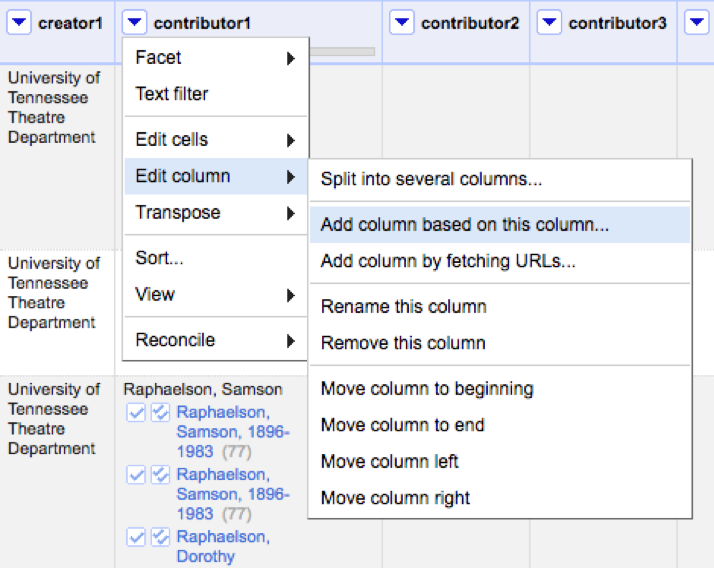 creator1
contributor1
contributor2
contributor3
University of
Tennessee
Theatre
Department
Facet
Text filter
Edit cells
Edit column
Transpose
Sort...
View
Reconcile
Split into several columns...
Add column based on this column...
Add column by fetching URLs...
Rename this column
Remove this column
Move column to beginning
Move column to end
Move column left
Move column right
University of
Tennessee
Theatre
Department
University of
Tennessee
Theatre
Department
Raphaelson, Samson
Raphaelson,
Samson, 1896-
1983 (77)
Raphaelson,
Samson, 1896-
1983 (77)
Raphaelson,
Dorothy